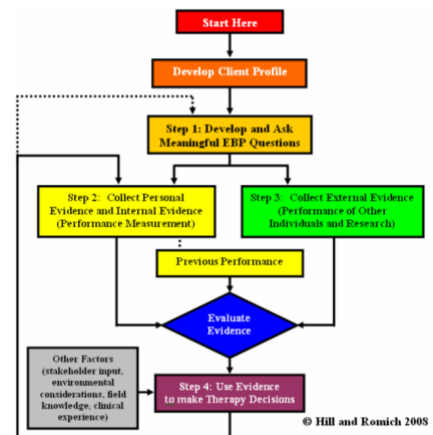 Start Here
Develop Client Profile
Step 1: Develop and Ask
Meaningful EBP Questions
Step 2: Collect Personal
Evidence and Internal Evidence
(Performance Measurement)
Step 3: Collect External Evidence
(Performance of Other
Individuals and Research)
Previous Performance
Evaluate
Evidence
Other Factors
(stakeholder input,
environmental
considerations, field
knowledge, clinical
experience)
Step 4: Use Evidence
to make Therapy Decisions
© Hill and Romich 2008